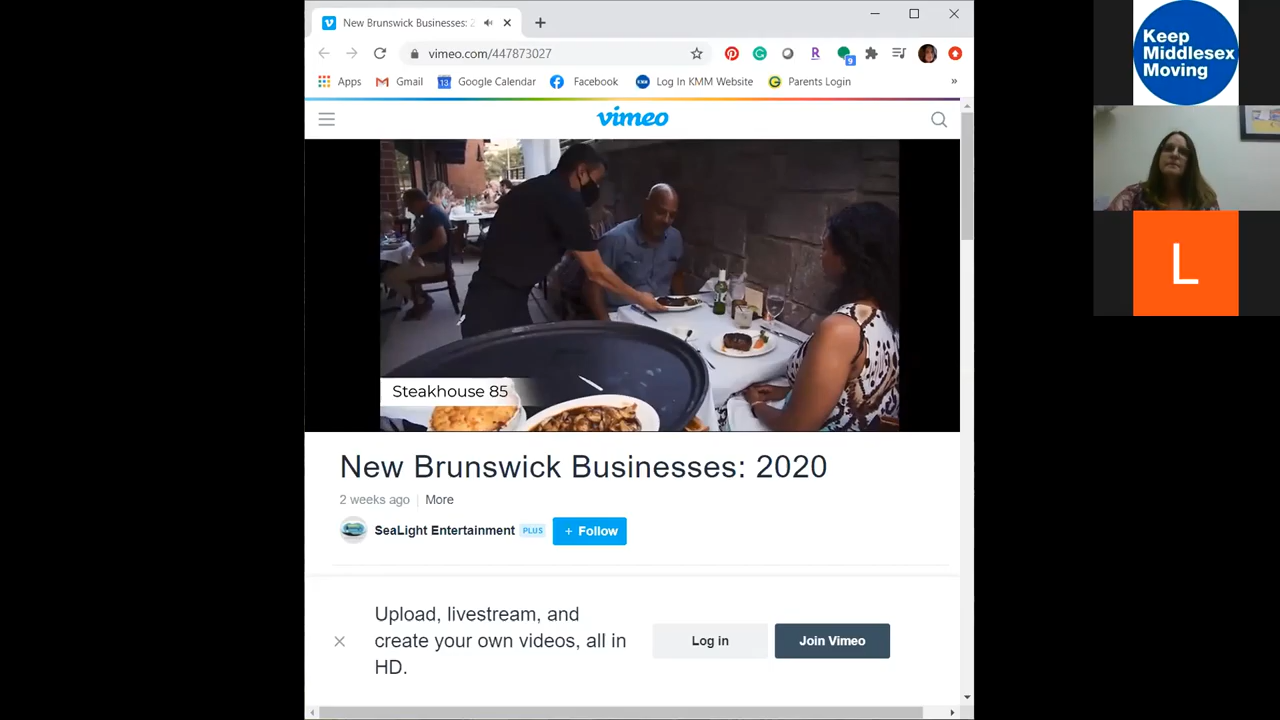 New Brunswick Businesses: 2
vimeo.com/447873027
9
Apps
Gmail
13
Google Calendar
Facebook
Log In KMM Website
Parents Login
»
vimeo
Steakhouse 85
New Brunswick Businesses: 2020
2 weeks ago
More
SeaLight Entertainment
PLUS
+ Follow
Upload, livestream, and
create your own videos, all in
HD.
Log in
Join Vimeo
Keep
Middlesex
Moving
L